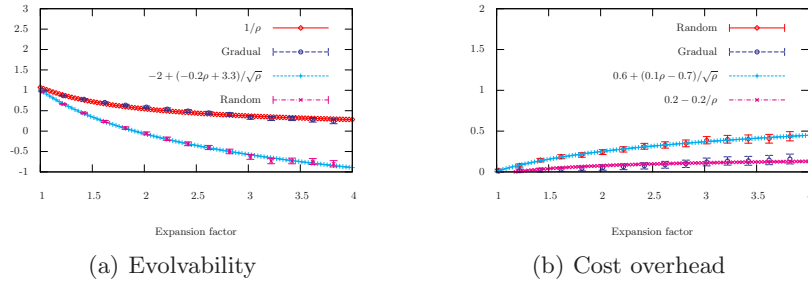 3
2.5
2
1.5
1
0.5
0
-0.5
-1
1/ρ
Gradual
−2 + (−0.2ρ + 3.3)/√ρ
Random
1 1.5 2 2.5 3 3.5 4
Expansion factor
(a) Evolvability
2
1.5
1
0.5
0
Random
Gradual
0.6 + (0.1ρ − 0.7)/√ρ
0.2 − 0.2/ρ
1 1.5 2 2.5 3 3.5 4
Expansion factor
(b) Cost overhead